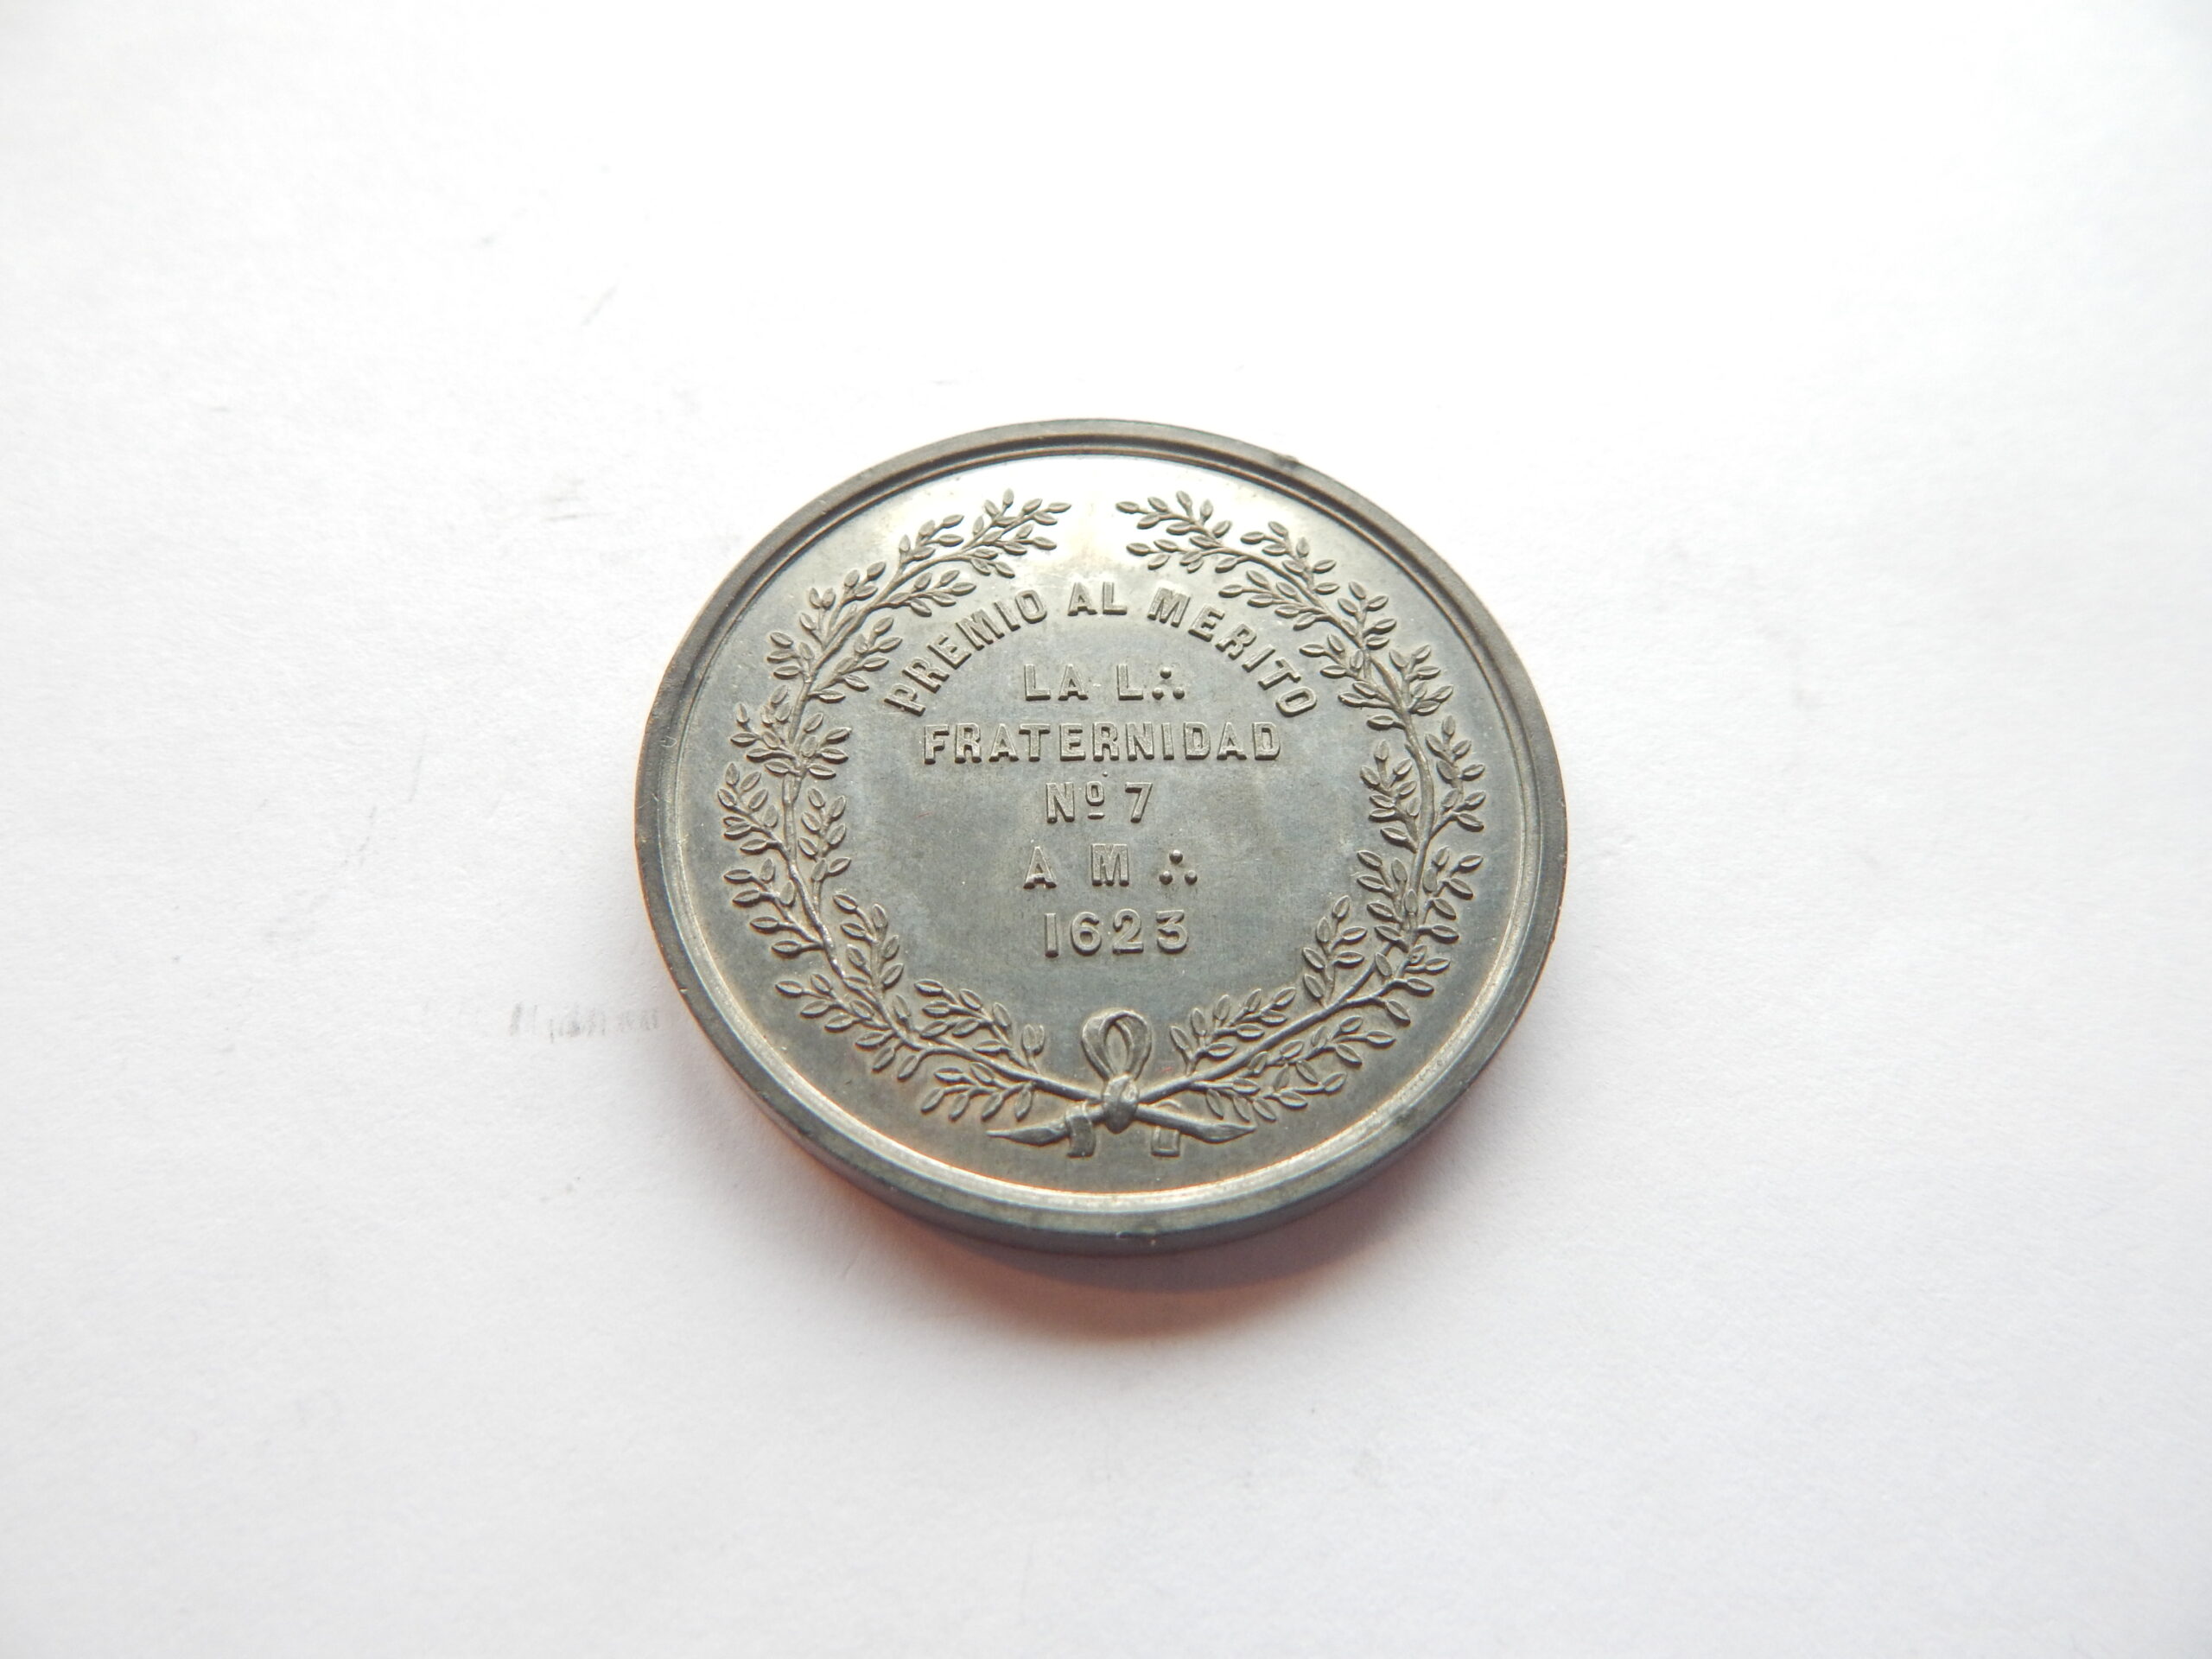 PREMIO AL MERITO
LA L∴
FRATERNIDAD
Nº 7
A M ∴
1623